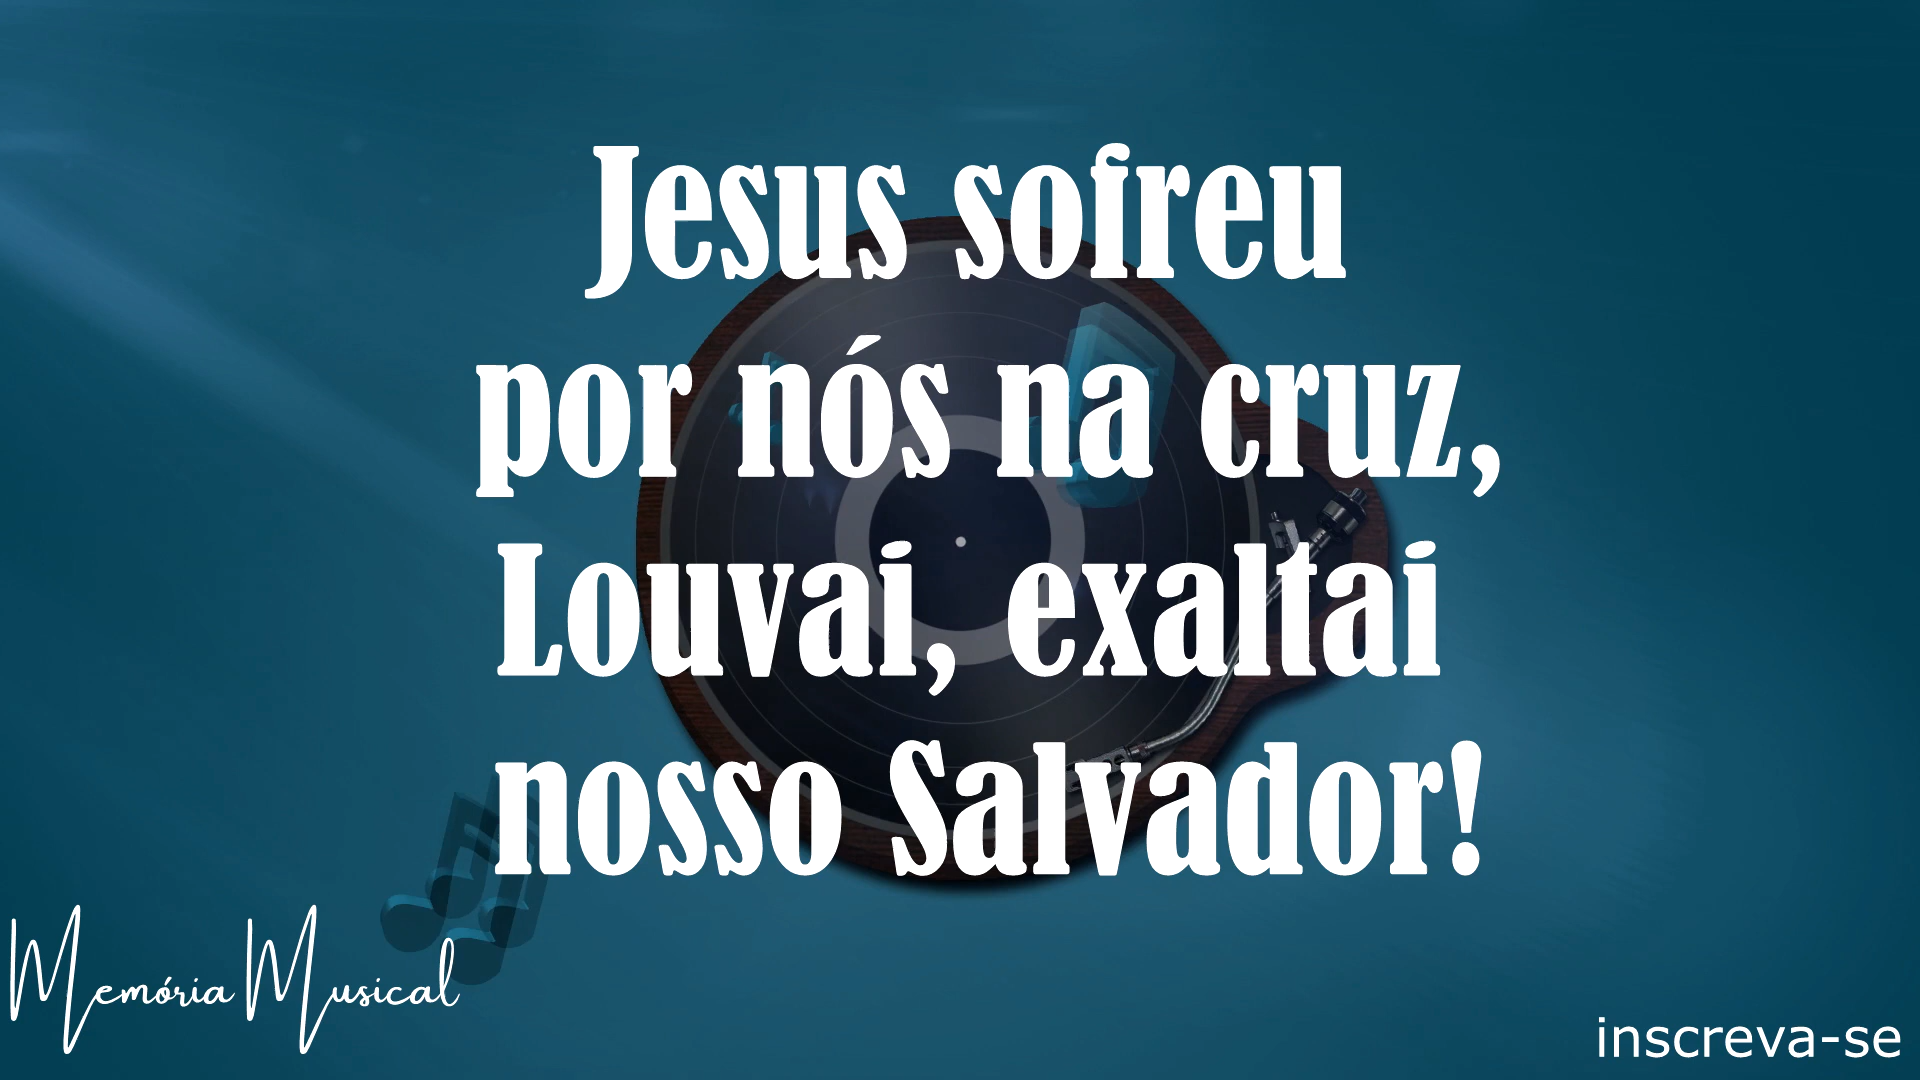 Jesus sofreu
por nós na cruz,
Louvai, exaltai
nosso Salvador!
Memória Musical
inscreva-se